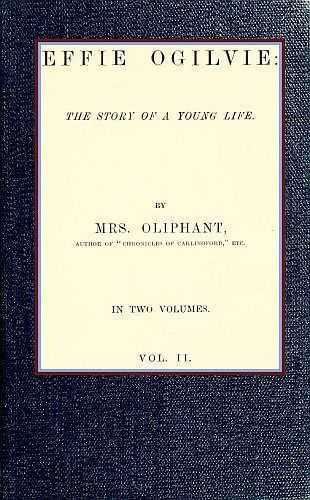 EFFIE OGILVIE:
THE STORY OF A YOUNG LIFE.
BY
MRS. OLIPHANT,
AUTHOR OF "CHRONICLES OF CARLINGFORD," ETC.
IN TWO VOLUMES.
VOL. II.